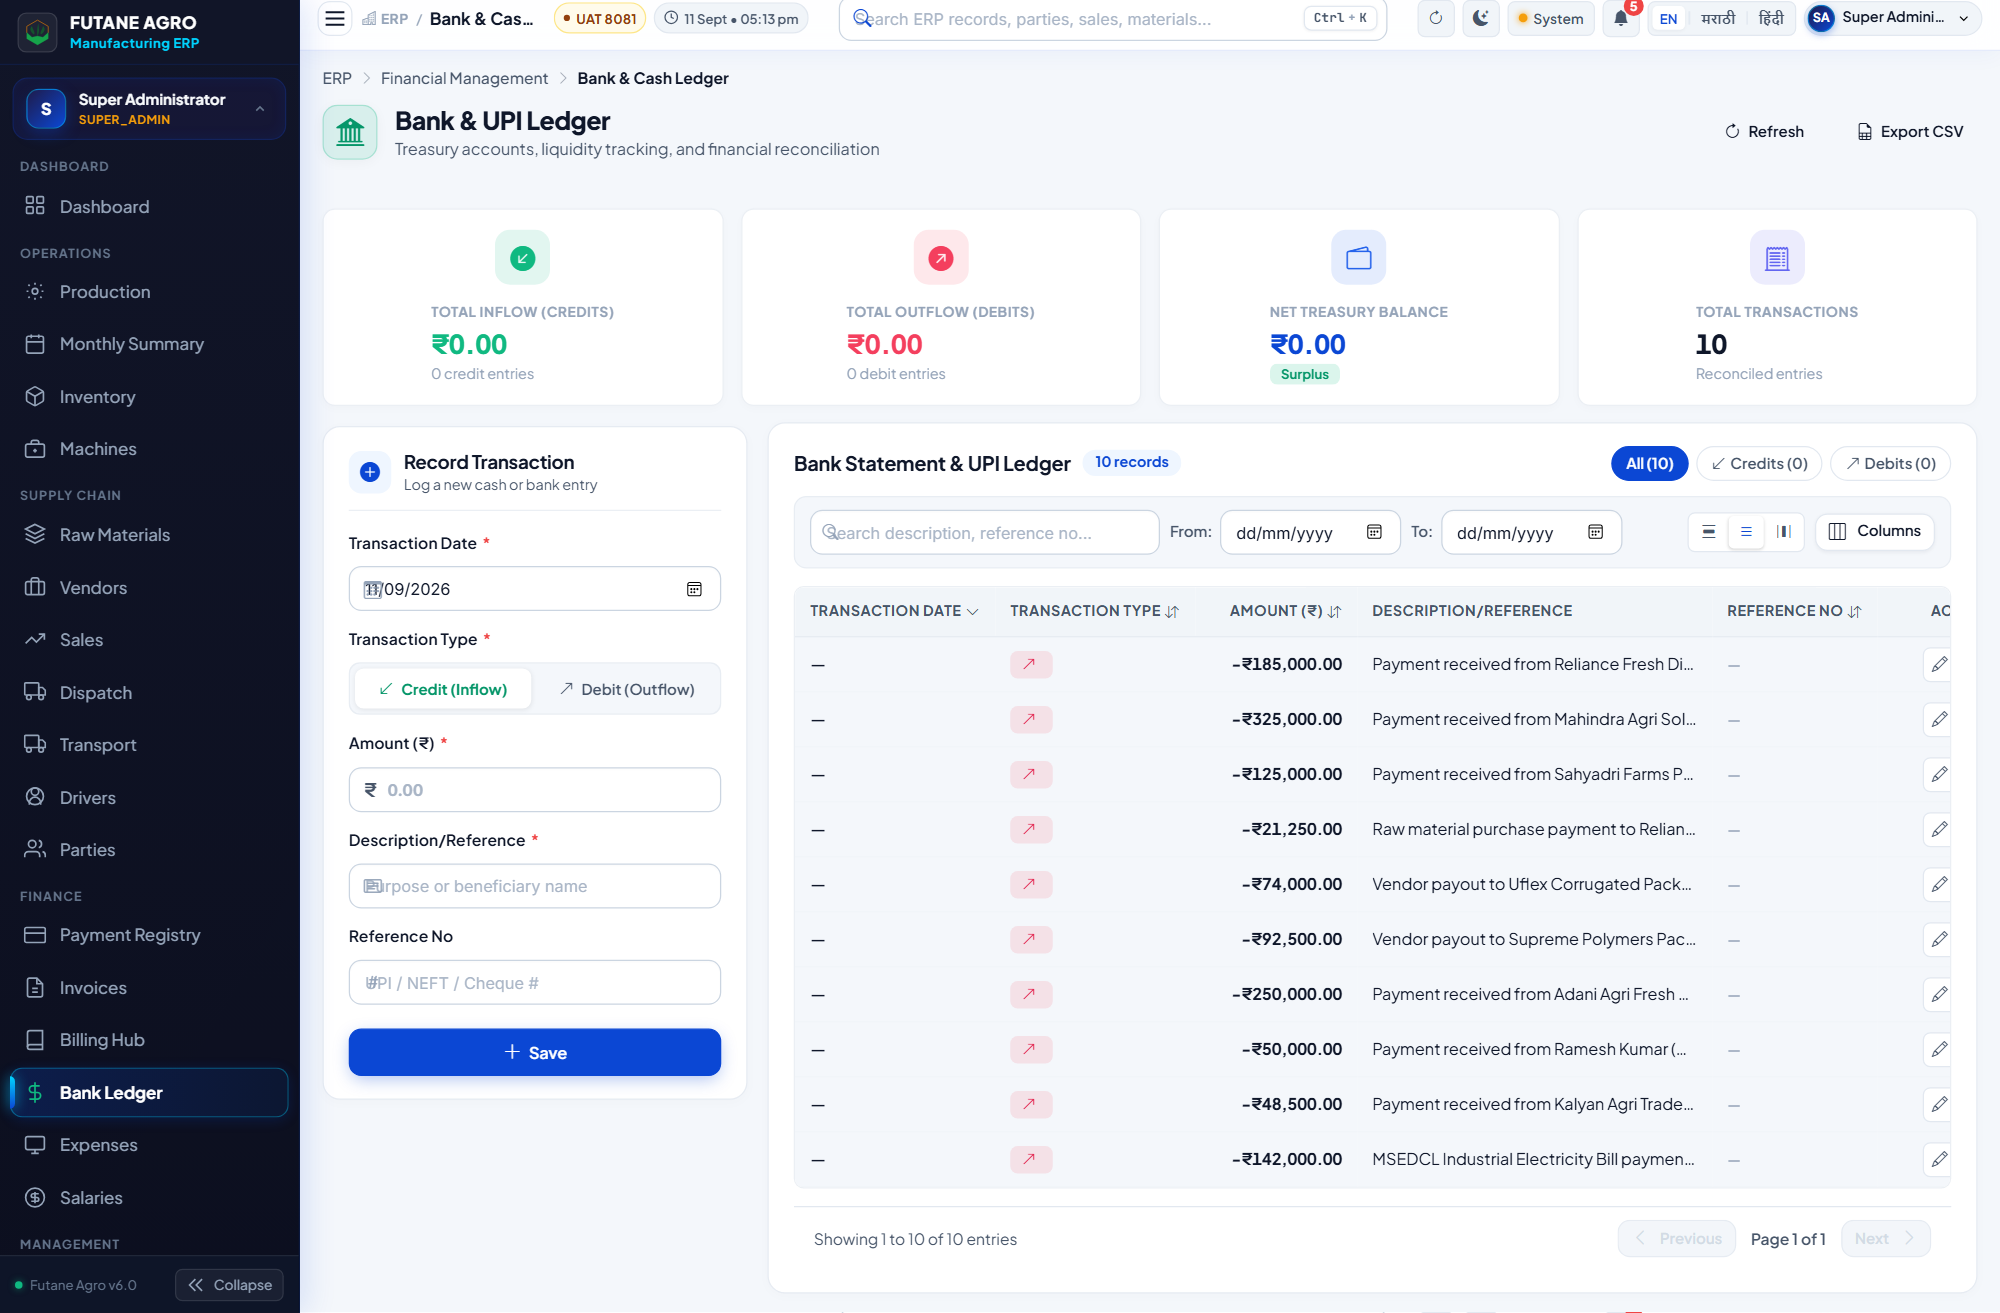 FUTANE AGRO
Manufacturing ERP
S
Super Administrator
SUPER_ADMIN
DASHBOARD
Dashboard
OPERATIONS
Production
Monthly Summary
Inventory
Machines
SUPPLY CHAIN
Raw Materials
Vendors
Sales
Dispatch
Transport
Drivers
Parties
FINANCE
Payment Registry
Invoices
Billing Hub
Bank Ledger
Expenses
Salaries
MANAGEMENT
Futane Agro v6.0
Collapse
ERP / Bank & Cas...
UAT 8081
11 Sept • 05:13 pm
Search ERP records, parties, sales, materials...
Ctrl + K
System
5
EN
मराठी
हिंदी
SA
Super Admini...
ERP > Financial Management > Bank & Cash Ledger
Bank & UPI Ledger
Treasury accounts, liquidity tracking, and financial reconciliation
Refresh
Export CSV
TOTAL INFLOW (CREDITS)
₹0.00
0 credit entries
TOTAL OUTFLOW (DEBITS)
₹0.00
0 debit entries
NET TREASURY BALANCE
₹0.00
Surplus
TOTAL TRANSACTIONS
10
Reconciled entries
Record Transaction
Log a new cash or bank entry
Transaction Date *
11/09/2026
Transaction Type *
Credit (Inflow)
Debit (Outflow)
Amount (₹) *
₹ 0.00
Description/Reference *
Purpose or beneficiary name
Reference No
# UPI / NEFT / Cheque #
+ Save
Bank Statement & UPI Ledger
10 records
All (10)
Credits (0)
Debits (0)
Search description, reference no...
From: dd/mm/yyyy
To: dd/mm/yyyy
Columns
TRANSACTION DATE TRANSACTION TYPE AMOUNT (₹) DESCRIPTION/REFERENCE REFERENCE NO AC
— -₹185,000.00 Payment received from Reliance Fresh Di... —
— -₹325,000.00 Payment received from Mahindra Agri Sol... —
— -₹125,000.00 Payment received from Sahyadri Farms P... —
— -₹21,250.00 Raw material purchase payment to Relian... —
— -₹74,000.00 Vendor payout to Uflex Corrugated Pack... —
— -₹92,500.00 Vendor payout to Supreme Polymers Pac... —
— -₹250,000.00 Payment received from Adani Agri Fresh ... —
— -₹50,000.00 Payment received from Ramesh Kumar (... —
— -₹48,500.00 Payment received from Kalyan Agri Trade... —
— -₹142,000.00 MSEDCL Industrial Electricity Bill paymen... —
Showing 1 to 10 of 10 entries
Previous
Page 1 of 1
Next